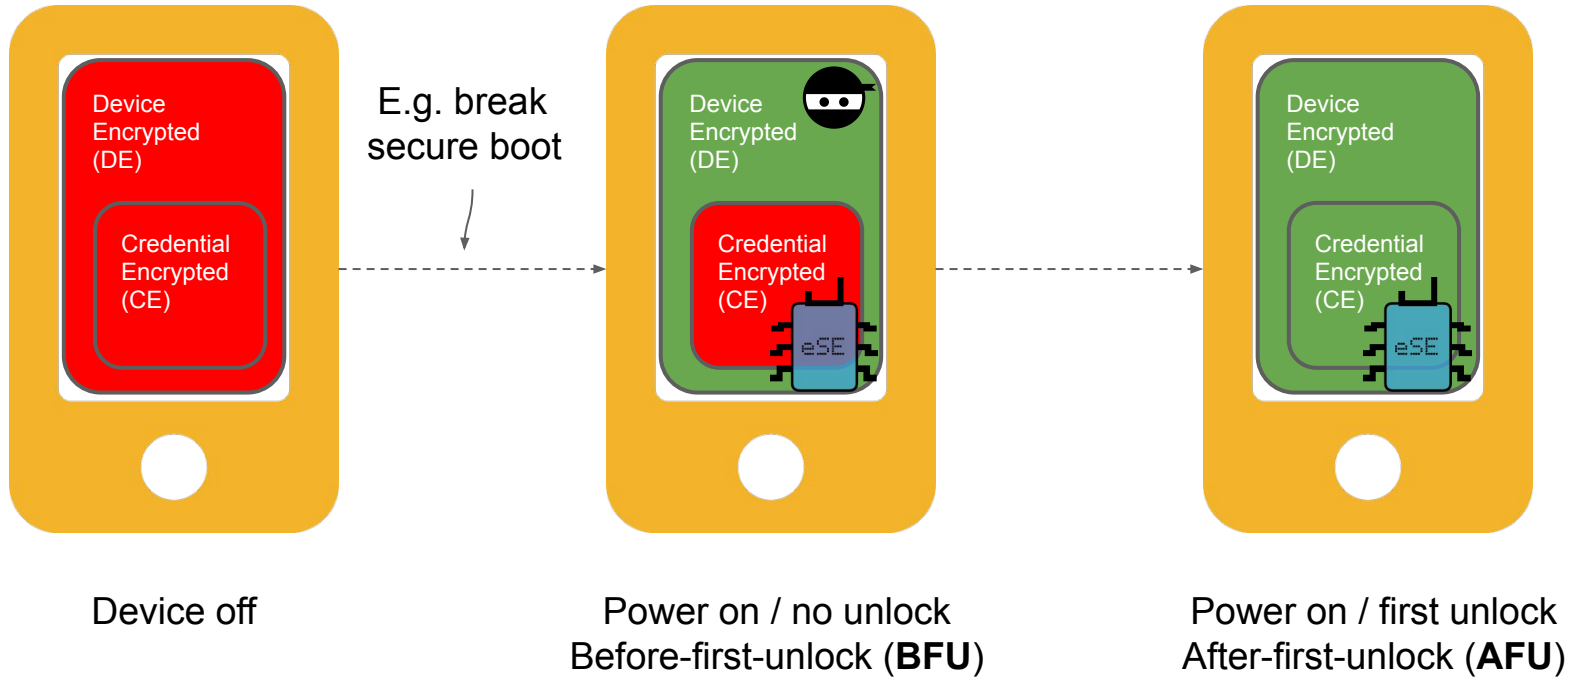 Device
Encrypted
(DE)
Credential
Encrypted
(CE)
Device off
E.g. break
secure boot
Device
Encrypted
(DE)
Credential
Encrypted
(CE)
eSE
Power on / no unlock
Before-first-unlock (BFU)
Device
Encrypted
(DE)
Credential
Encrypted
(CE)
eSE
Power on / first unlock
After-first-unlock (AFU)